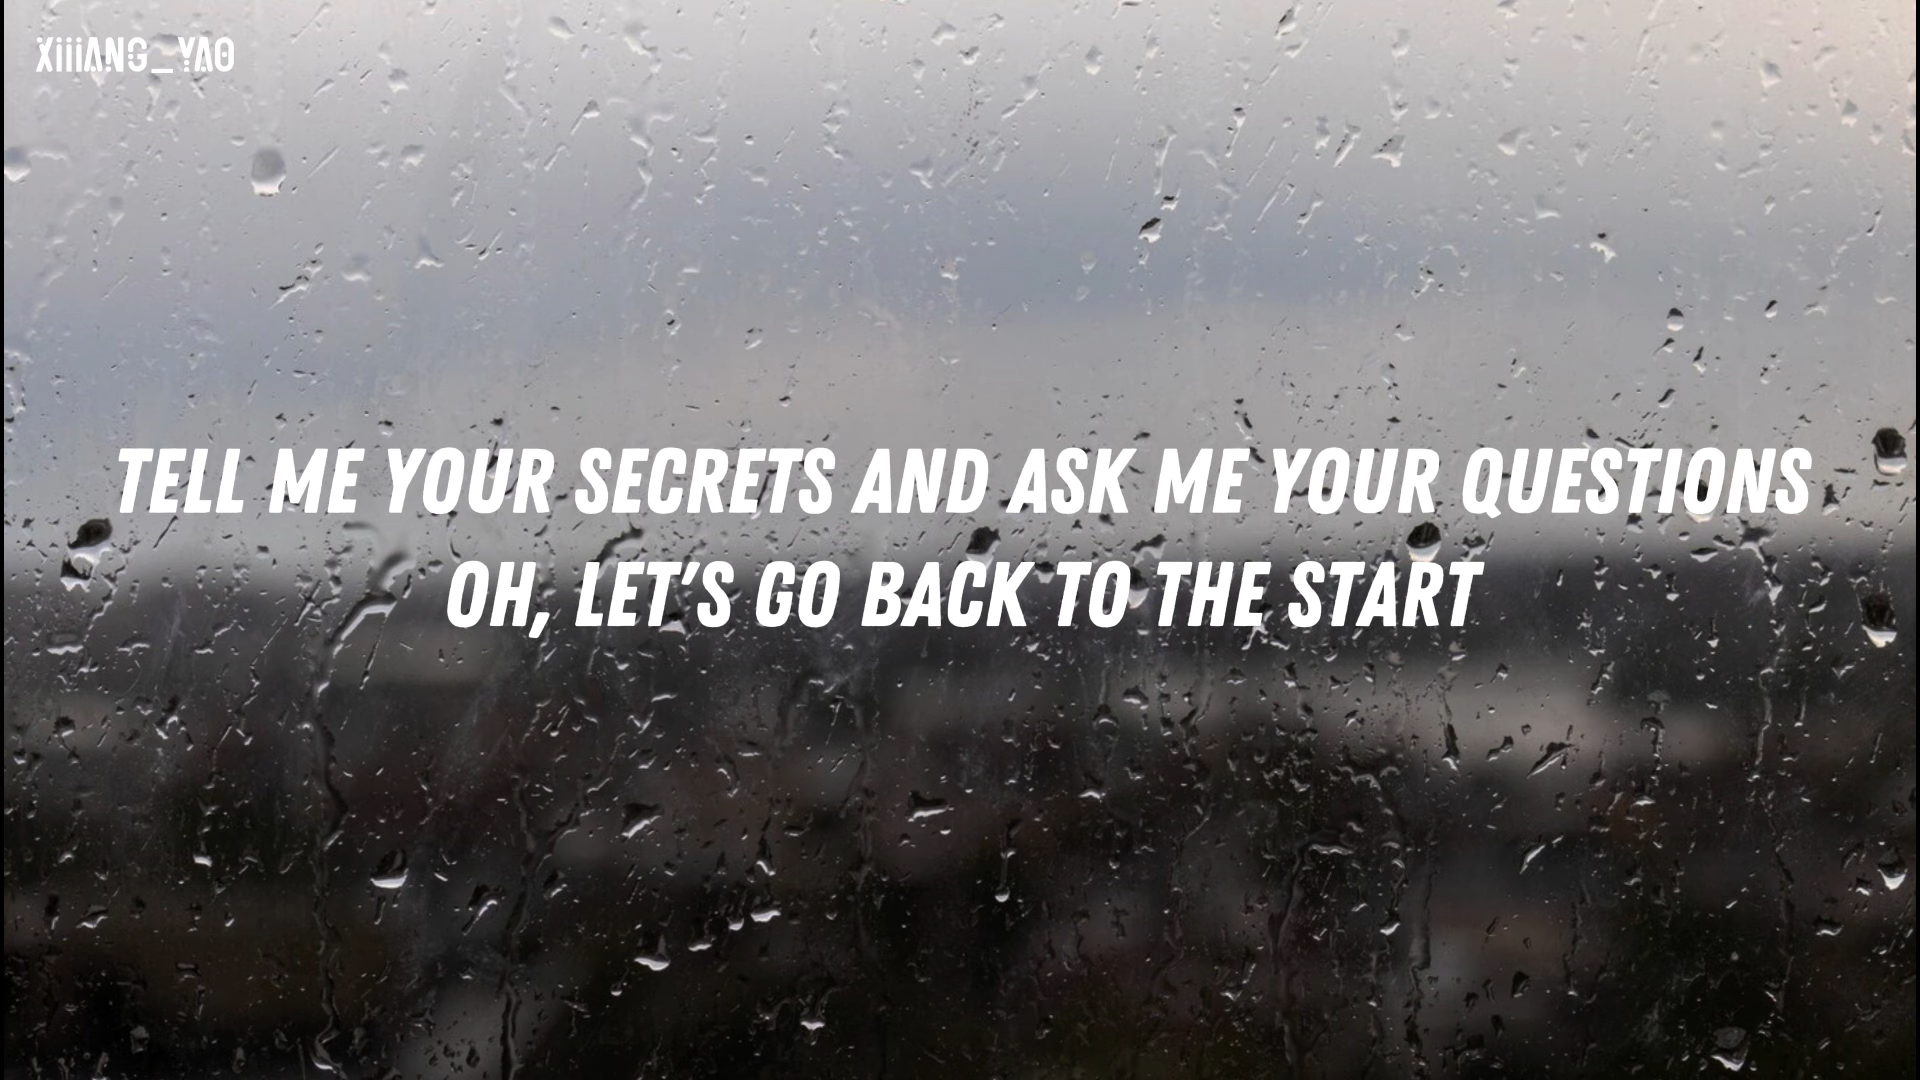 XiiiANG_YAO
TELL ME YOUR SECRETS AND ASK ME YOUR QUESTIONS
OH, LET'S GO BACK TO THE START